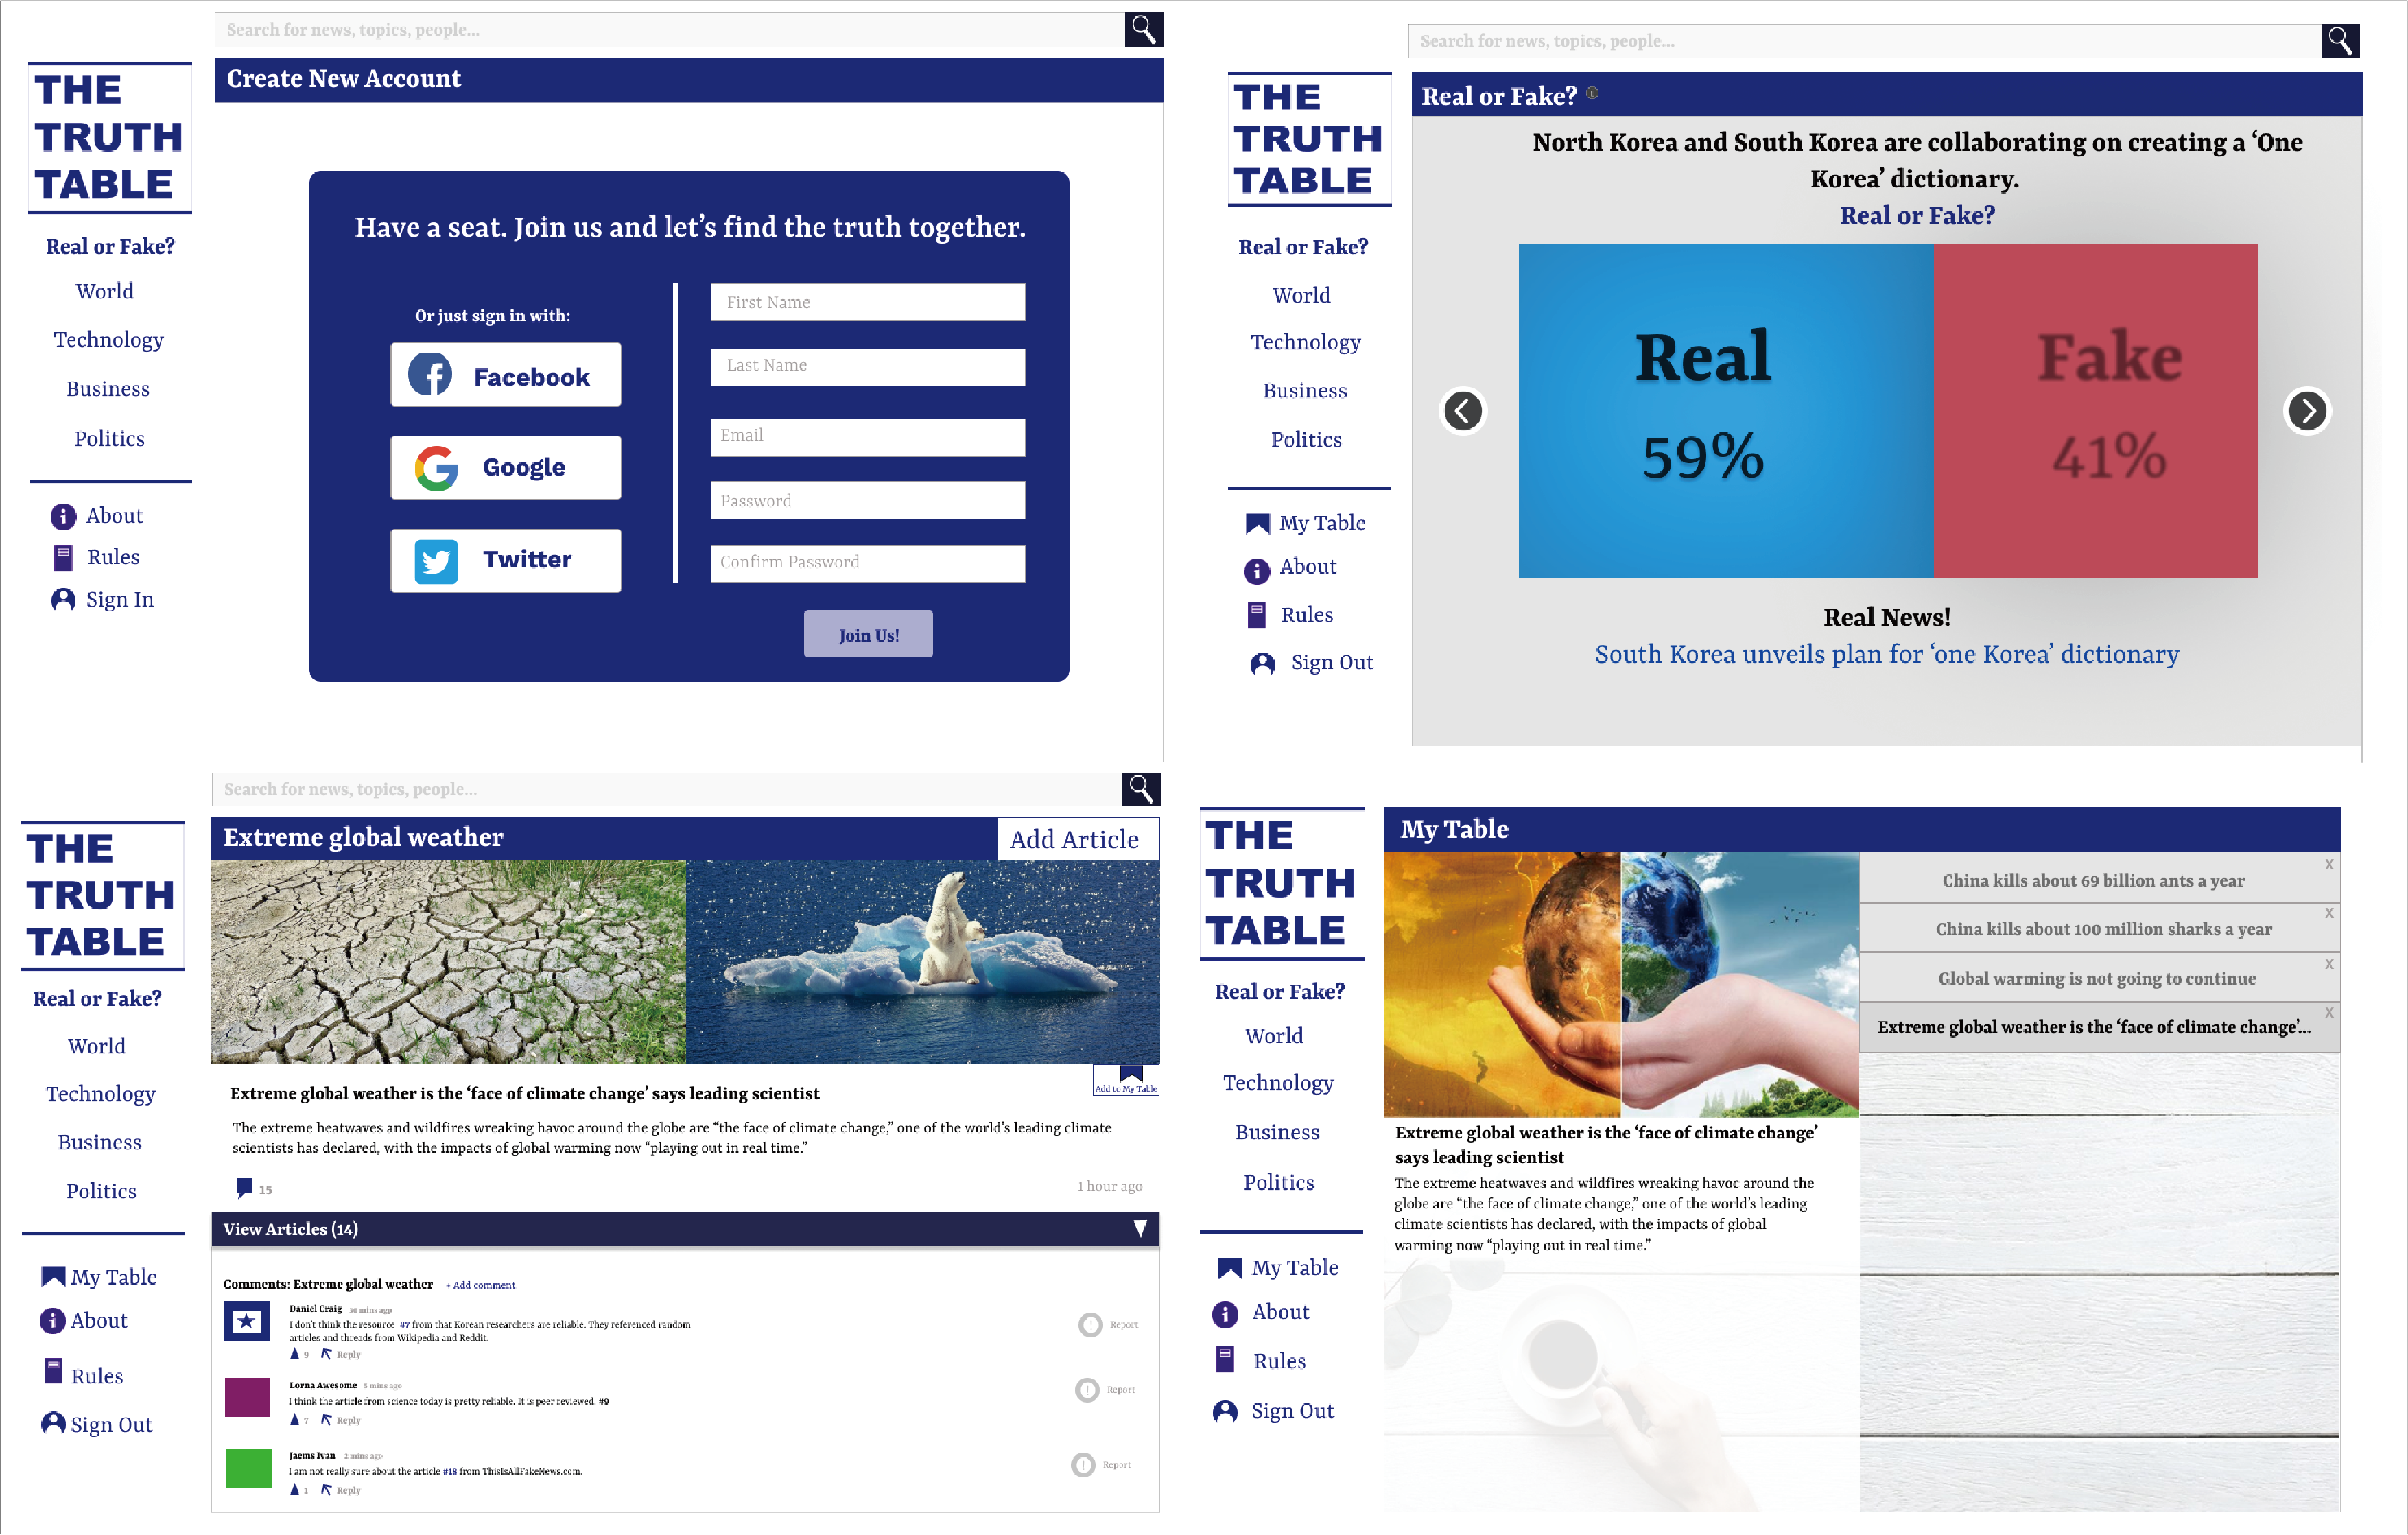 Search for news, topics, people...
THE
TRUTH
TABLE
Real or Fake?
World
Technology
Business
Politics
About
Rules
Sign In
Create New Account
Have a seat. Join us and let's find the truth together.
Or just sign in with:
Facebook
Google
Twitter
First Name
Last Name
Email
Password
Confirm Password
Join Us!
Search for news, topics, people...
THE
TRUTH
TABLE
Real or Fake?
World
Technology
Business
Politics
My Table
About
Rules
Sign Out
Real or Fake?
North Korea and South Korea are collaborating on creating a ‘One
Korea’ dictionary.
Real or Fake?
Real
59%
Fake
41%
Real News!
South Korea unveils plan for ‘one Korea’ dictionary
Search for news, topics, people...
THE
TRUTH
TABLE
Real or Fake?
World
Technology
Business
Politics
My Table
About
Rules
Sign Out
Extreme global weather
Add Article
Add to My Table
Extreme global weather is the ‘face of climate change’ says leading scientist
The extreme heatwaves and wildfires wreaking havoc around the globe are “the face of climate change,” one of the world’s leading climate
scientists has declared, with the impacts of global warming now “playing out in real time.”
15
1 hour ago
View Articles (14)
Comments: Extreme global weather + Add comment
Daniel Craig 30 mins ago
I don't think the resource #7 from that Korean researchers are reliable. They referenced random
articles and threads from Wikipedia and Reddit.
9 Reply
Report
Lorna Awesome 5 mins ago
I think the article from science today is pretty reliable. It is peer reviewed. #9
7 Reply
Report
Jaems Ivan 2 mins ago
I am not really sure about the article #18 from ThisIsAllFakeNews.com.
1 Reply
Report
THE
TRUTH
TABLE
Real or Fake?
World
Technology
Business
Politics
My Table
About
Rules
Sign Out
My Table
Extreme global weather is the ‘face of climate change’
says leading scientist
The extreme heatwaves and wildfires wreaking havoc around the
globe are “the face of climate change,” one of the world’s leading
climate scientists has declared, with the impacts of global
warming now “playing out in real time.”
China kills about 69 billion ants a year
X
China kills about 100 million sharks a year
X
Global warming is not going to continue
X
Extreme global weather is the ‘face of climate change’...
X